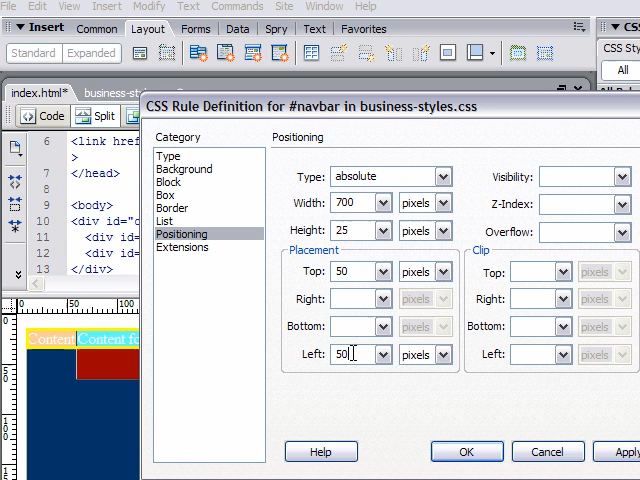 File Edit View Insert Modify Text Commands Site Window Help
Insert Common Layout Forms Data Spry Text Favorites
CSS
Standard Expanded
CSS Sty
All
index.html* business-
Code Split
CSS Rule Definition for #navbar in business-styles.css
Category
Type
Background
Block
Box
Border
List
Positioning
Extensions
Positioning
Type: absolute Visibility:
Width: 700 pixels Z-Index:
Height: 25 pixels Overflow:
Placement Clip
Top: 50 pixels Top: pixels
Right: pixels Right: pixels
Bottom: pixels Bottom: pixels
Left: 50 pixels Left: pixels
Help OK Cancel Apply
6 <link href
>
7 </head>
8
9 <body>
10 <div id="c
11 <div id=
12 <div id=
13 </div>
0 50 100
0
50
100
Content Content fo